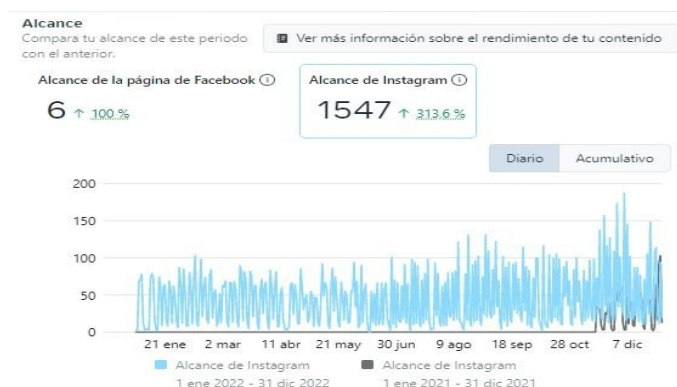 Alcance
Compara tu alcance de este periodo
con el anterior.
Ver más información sobre el rendimiento de tu contenido
Alcance de la página de Facebook
Alcance de Instagram
6 ↑ 100 %
1547 ↑ 313.6 %
Diario Acumulativo
200
150
100
50
0
21 ene 2 mar 11 abr 21 may 30 jun 9 ago 18 sep 28 oct 7 dic
Alcance de Instagram Alcance de Instagram
1 ene 2022 - 31 dic 2022 1 ene 2021 - 31 dic 2021